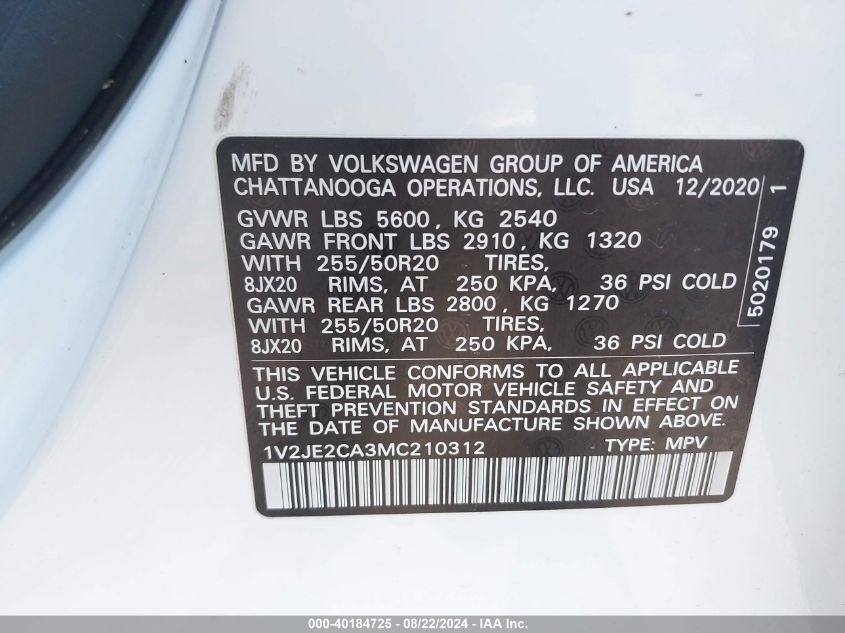 MFD BY VOLKSWAGEN GROUP OF AMERICA
CHATTANOOGA OPERATIONS, LLC. USA 12/2020
GVWR LBS 5600, KG 2540
GAWR FRONT LBS 2910, KG 1320
WITH 255/50R20 TIRES,
8JX20 RIMS, AT 250 KPA, 36 PSI COLD
GAWR REAR LBS 2800, KG 1270
WITH 255/50R20 TIRES,
8JX20 RIMS, AT 250 KPA, 36 PSI COLD
5020179 1
THIS VEHICLE CONFORMS TO ALL APPLICABLE
U.S. FEDERAL MOTOR VEHICLE SAFETY AND
THEFT PREVENTION STANDARDS IN EFFECT ON
THE DATE OF MANUFACTURE SHOWN ABOVE.
1V2JE2CA3MC210312 TYPE: MPV
000-40184725 - 08/22/2024 - IAA Inc.